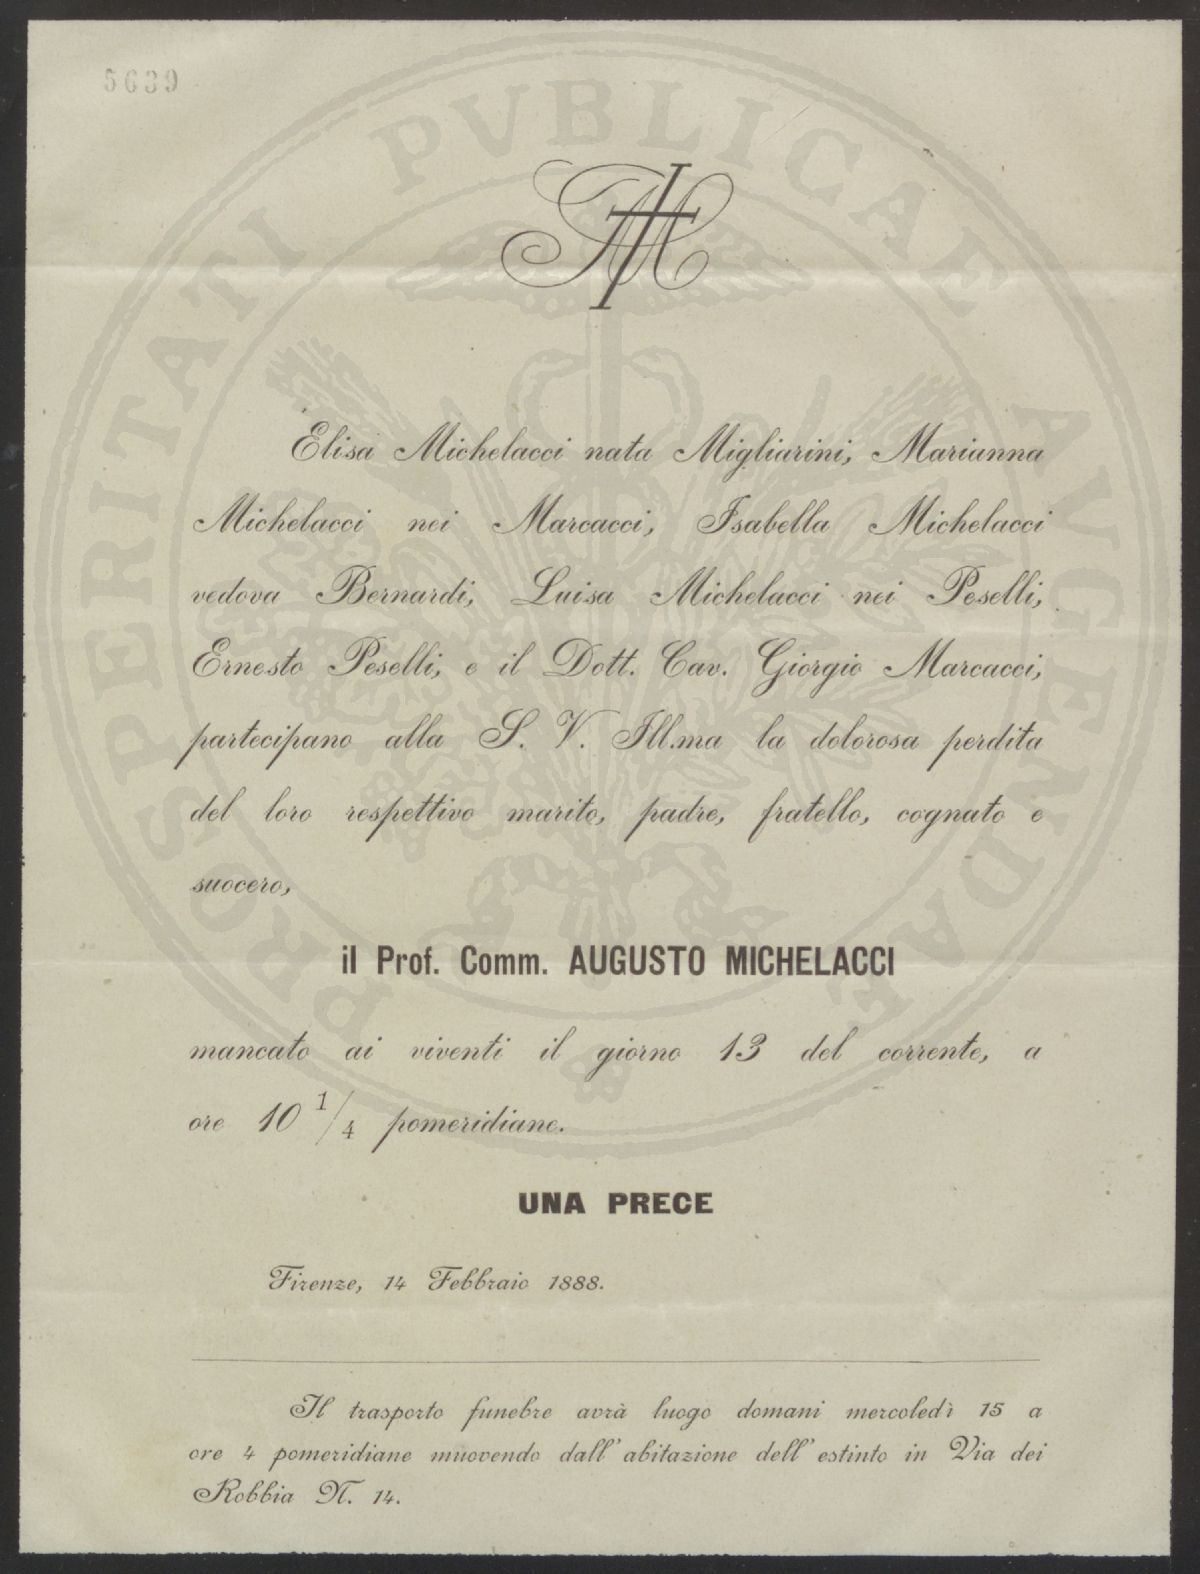 5639
PROSPERITATI PVBLICAE AVGENDAE
Elisa Michelacci nata Migliarini, Marianna
Michelacci nei Marcacci, Isabella Michelacci
vedova Bernardi, Luisa Michelacci nei Peselli,
Ernesto Peselli, e il Dott. Cav. Giorgio Marcacci,
partecipano alla S. V. Ill.ma la dolorosa perdita
del loro respettivo marito, padre, fratello, cognato e
suocero,
il Prof. Comm. AUGUSTO MICHELACCI
mancato ai viventi il giorno 13 del corrente, a
ore 10 1/4 pomeridiane.
UNA PRECE
Firenze, 14 Febbraio 1888.
Il trasporto funebre avrà luogo domani mercoledì 15 a
ore 4 pomeridiane muovendo dall' abitazione dell' estinto in Via dei
Robbia N. 14.